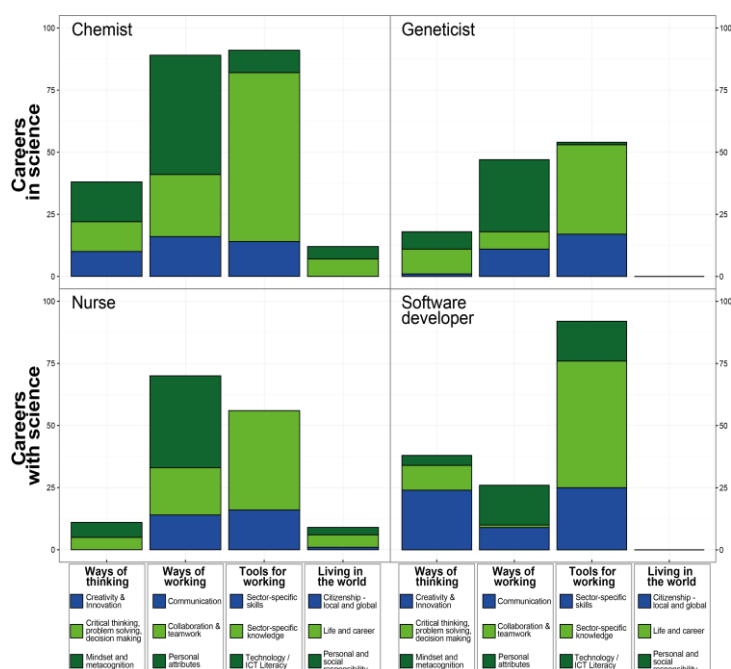 Chemist
Geneticist
100
75
50
25
0
100
75
50
25
0
Careers
in science
Nurse
Software
developer
100
75
50
25
0
100
75
50
25
0
Careers
with science
Ways of
thinking
Ways of
working
Tools for
working
Living in
the world
Ways of
thinking
Ways of
working
Tools for
working
Living in
the world
Creativity &
Innovation
Communication
Sector-specific
skills
Citizenship -
local and global
Creativity &
Innovation
Communication
Sector-specific
skills
Citizenship -
local and global
Critical thinking,
problem solving,
decision making
Collaboration &
teamwork
Sector-specific
knowledge
Life and career
Critical thinking,
problem solving,
decision making
Collaboration &
teamwork
Sector-specific
knowledge
Life and career
Mindset and
metacognition
Personal
attributes
Technology /
ICT Literacy
Personal and
social
responsibility
Mindset and
metacognition
Personal
attributes
Technology /
ICT Literacy
Personal and
social
responsibility